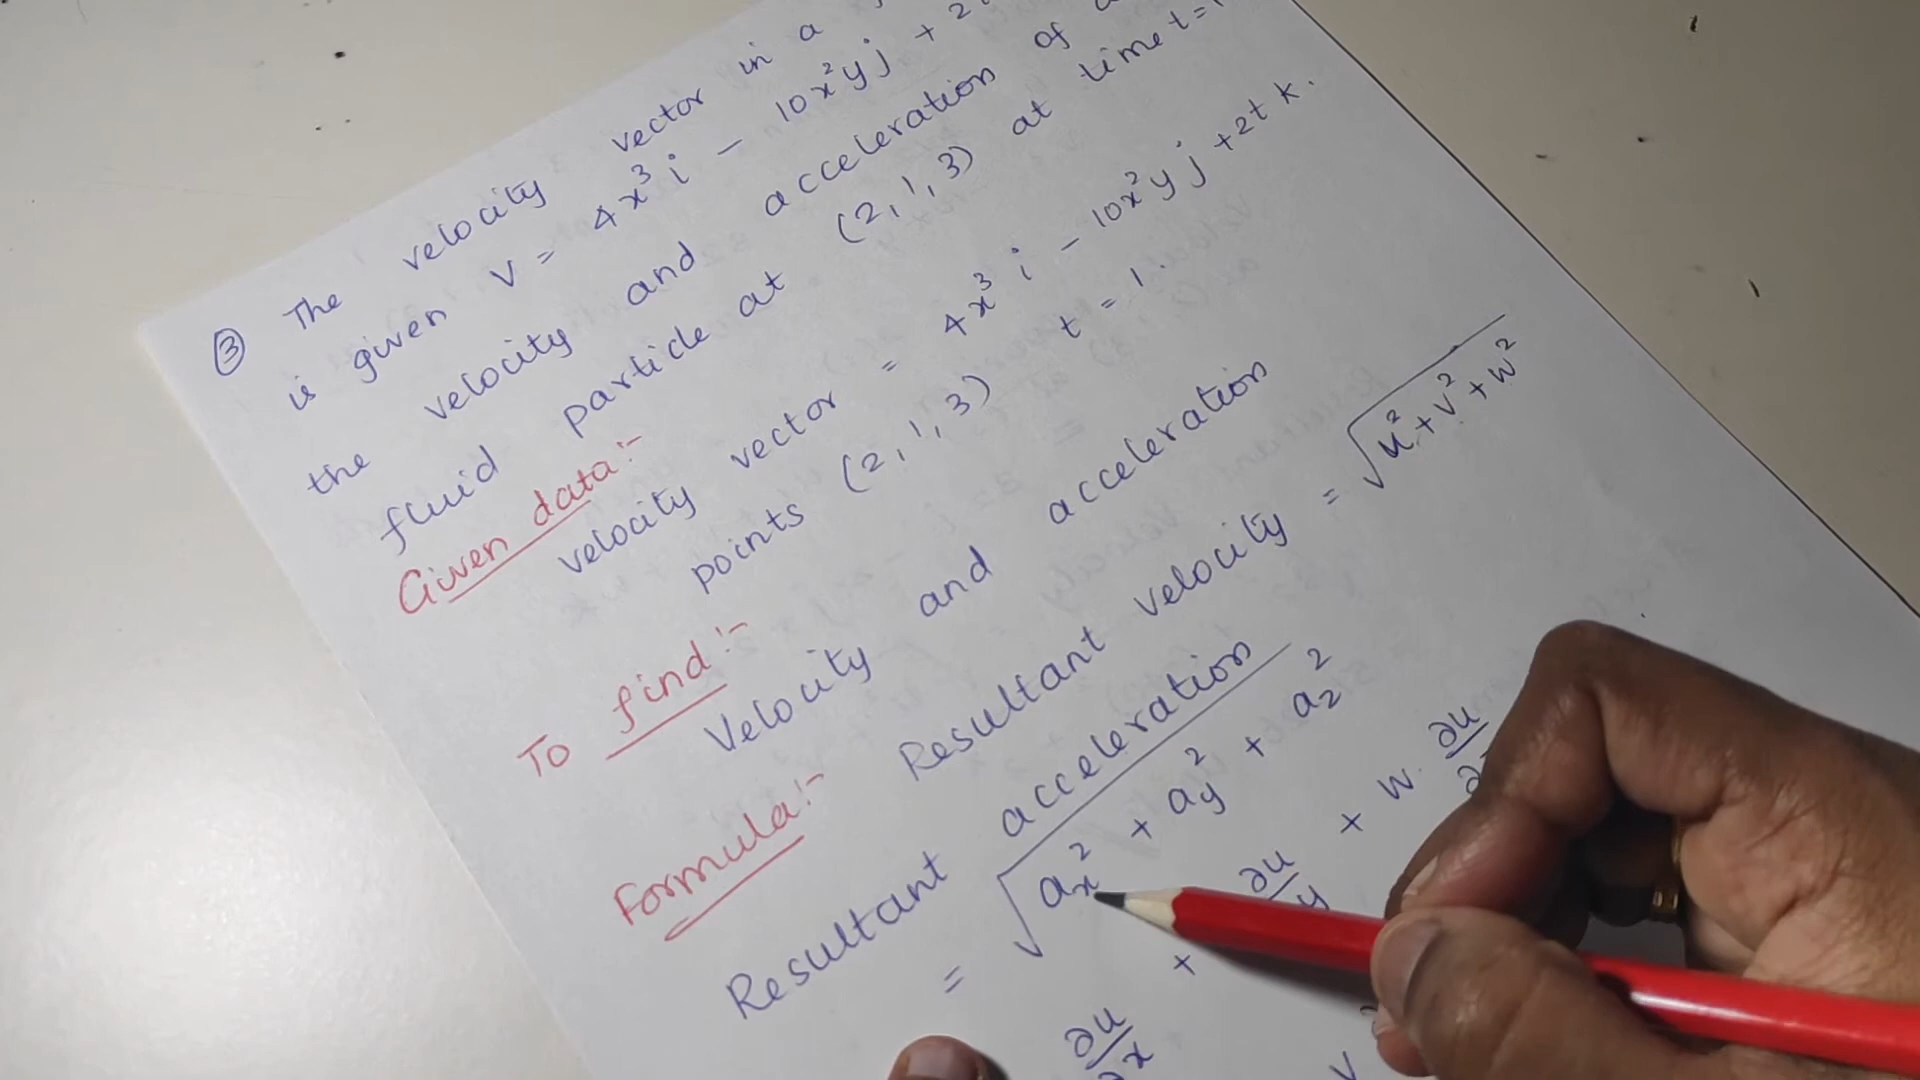 ③ The velocity vector in a
is given V = 4x³ i − 10x²y j + 2
the velocity and acceleration of a
fluid particle at (2, 1, 3) at time t = 1
Given data:-
velocity vector = 4x³ i − 10x²y j + 2t k.
points (2, 1, 3) t = 1.
To find:-
Velocity and acceleration
Formula:- Resultant velocity = √u² + v² + w²
Resultant acceleration
= √ax² + ay² + az²
∂u/∂x + ∂u/∂y + w. ∂u